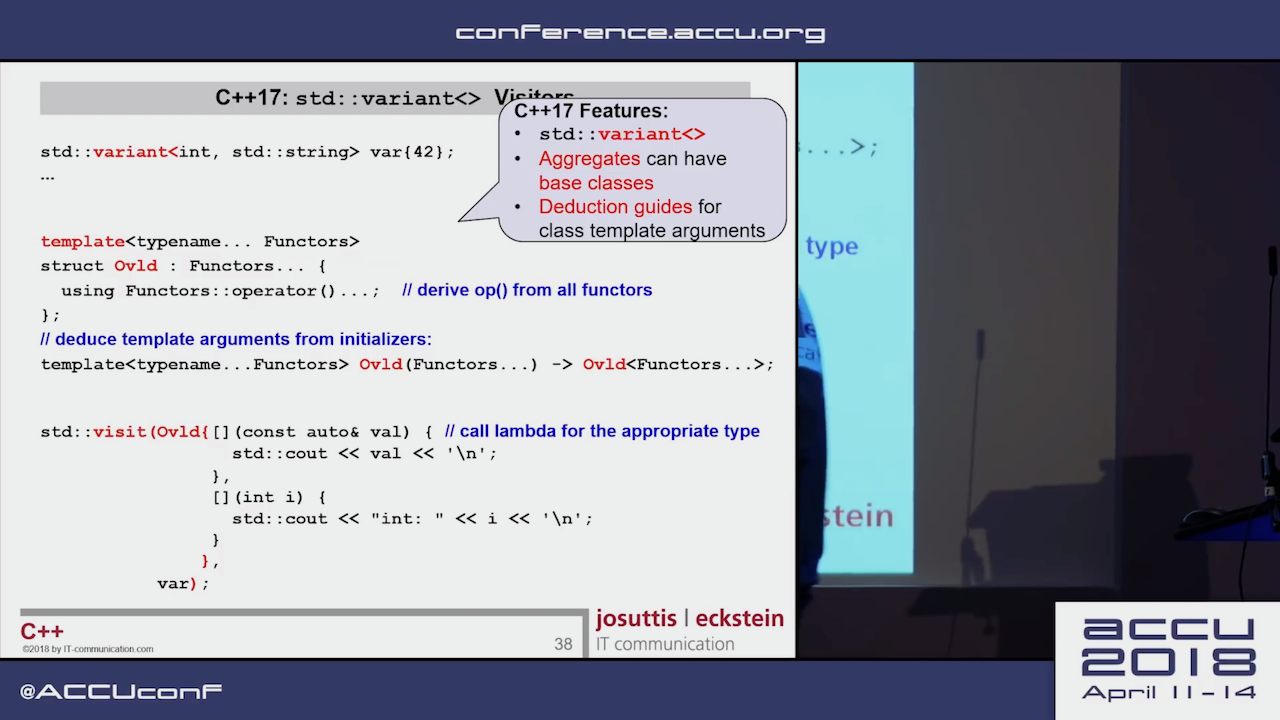 conference.accu.org
C++17: std::variant<> Visitors
C++17 Features:
• std::variant<>
• Aggregates can have
base classes
• Deduction guides for
class template arguments
std::variant<int, std::string> var{42};
…
template<typename... Functors>
struct Ovld : Functors... {
using Functors::operator()...; // derive op() from all functors
};
// deduce template arguments from initializers:
template<typename...Functors> Ovld(Functors...) -> Ovld<Functors...>;
std::visit(Ovld{[](const auto& val) { // call lambda for the appropriate type
std::cout << val << '\n';
},
[](int i) {
std::cout << "int: " << i << '\n';
}
},
var);
C++
©2018 by IT-communication.com
38
josuttis | eckstein
IT communication
...>;
type
stein
accu
2018
April 11-14
@ACCUconf